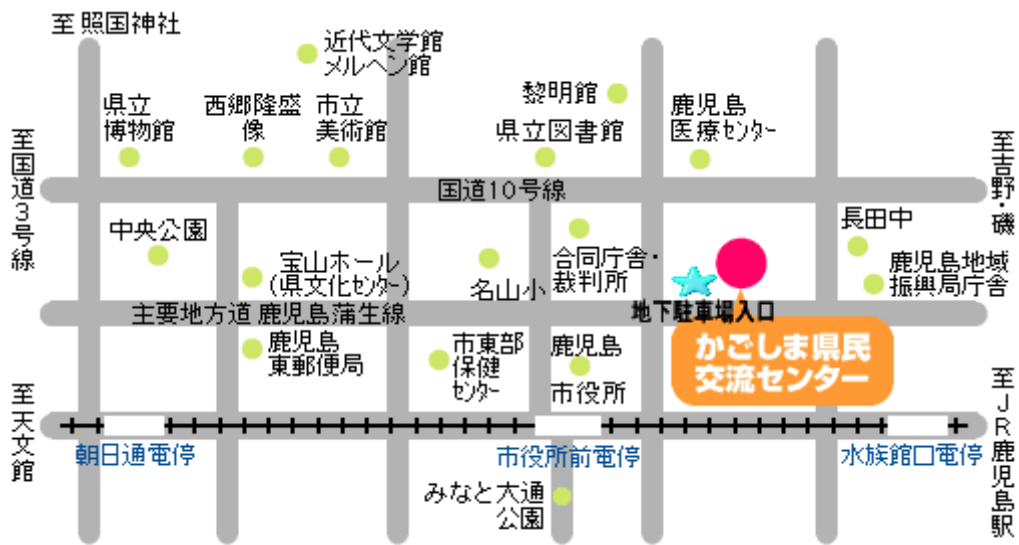 至 照国神社
近代文学館
メルヘン館
黎明館
県立
博物館
西郷隆盛
像
市立
美術館
県立図書館
鹿児島
医療センター
至国道3号線
国道10号線
至吉野・磯
中央公園
宝山ホール
(県文化センター)
名山小
合同庁舎・
裁判所
長田中
鹿児島地域
振興局庁舎
地下駐車場入口
主要地方道 鹿児島蒲生線
かごしま県民
交流センター
鹿児島
東郵便局
市東部
保健
センター
鹿児島
市役所
至天文館
至JR鹿児島駅
朝日通電停
市役所前電停
水族館口電停
みなと大通
公園